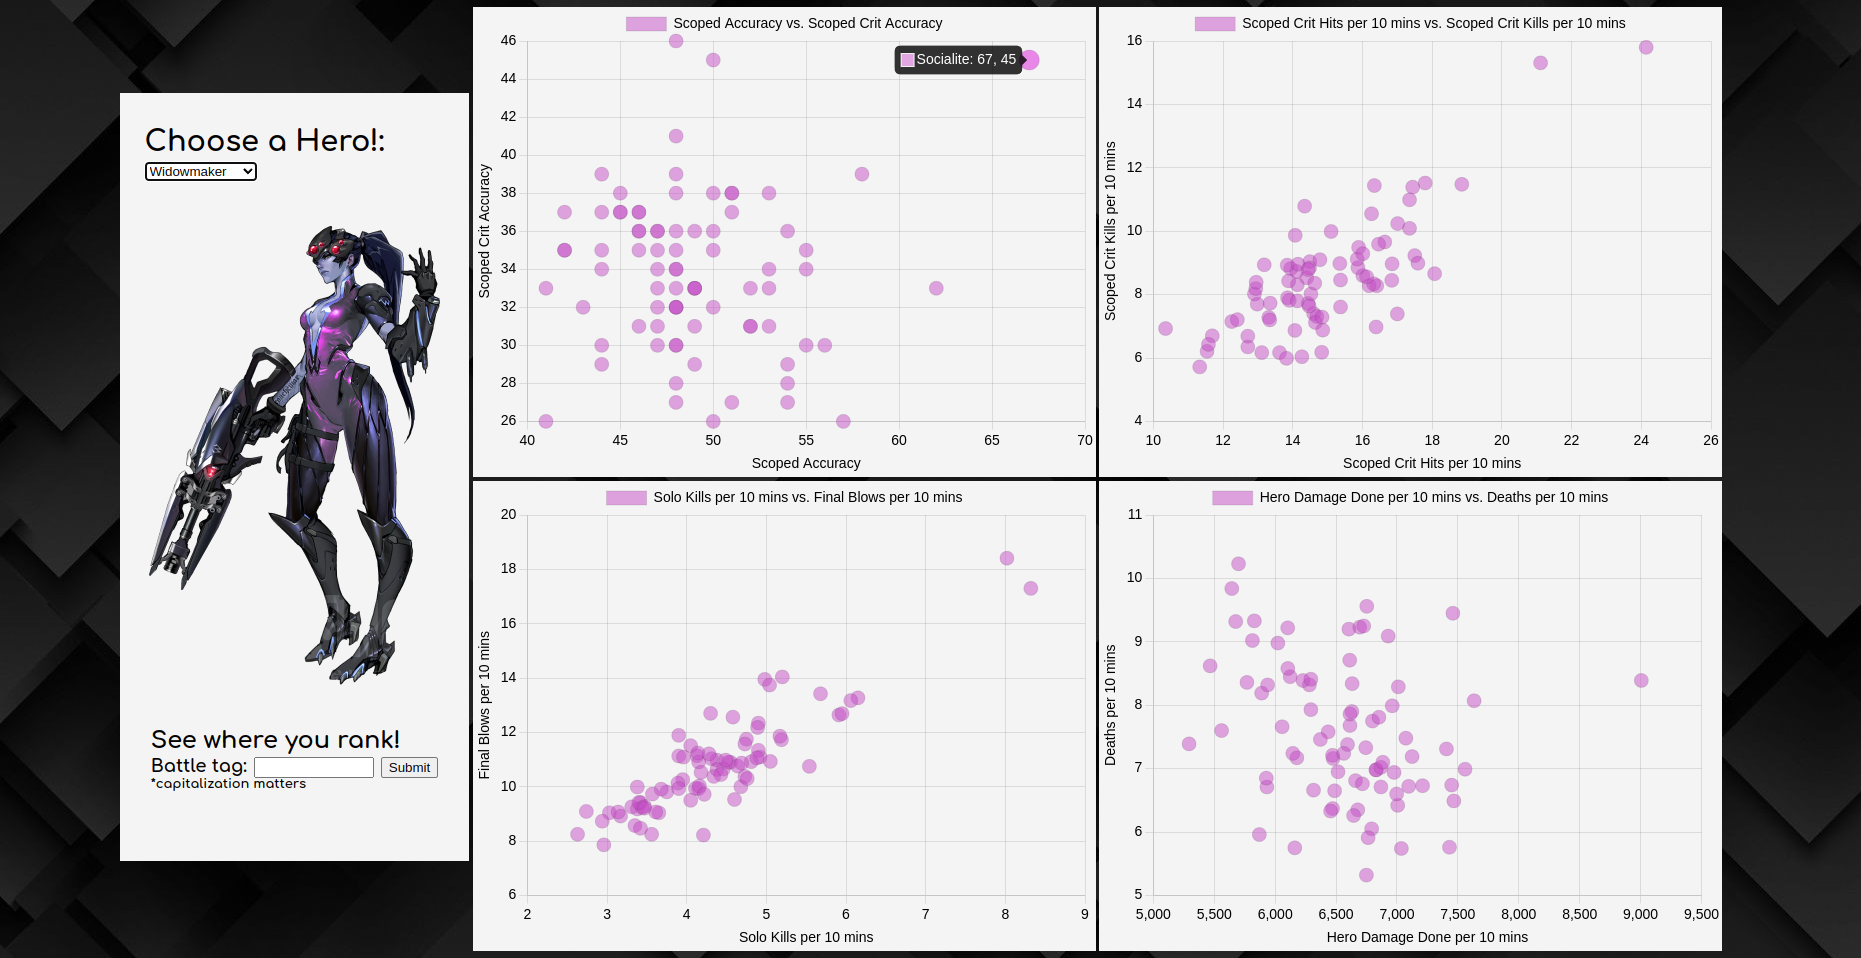 Choose a Hero!:
Widowmaker
See where you rank!
Battle tag:
Submit
*capitalization matters
Scoped Accuracy vs. Scoped Crit Accuracy
Socialite: 67, 45
Scoped Crit Accuracy
46
44
42
40
38
36
34
32
30
28
26
40 45 50 55 60 65 70
Scoped Accuracy
Scoped Crit Hits per 10 mins vs. Scoped Crit Kills per 10 mins
Scoped Crit Kills per 10 mins
16
14
12
10
8
6
4
10 12 14 16 18 20 22 24 26
Scoped Crit Hits per 10 mins
Solo Kills per 10 mins vs. Final Blows per 10 mins
Final Blows per 10 mins
20
18
16
14
12
10
8
6
2 3 4 5 6 7 8 9
Solo Kills per 10 mins
Hero Damage Done per 10 mins vs. Deaths per 10 mins
Deaths per 10 mins
11
10
9
8
7
6
5
5,000 5,500 6,000 6,500 7,000 7,500 8,000 8,500 9,000 9,500
Hero Damage Done per 10 mins